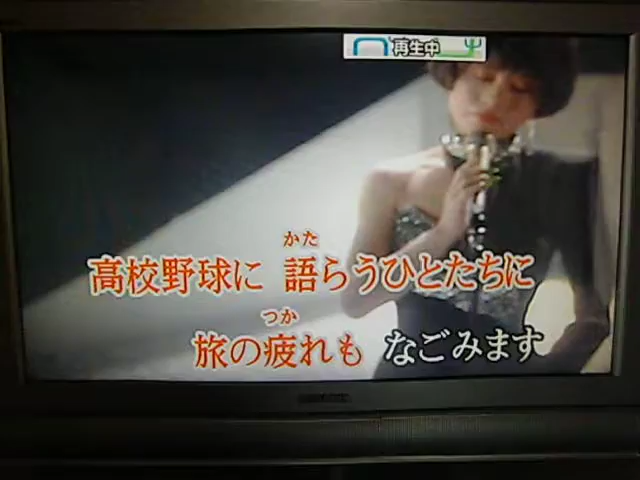 再生中
かた
高校野球に 語らうひとたちに
つか
旅の疲れも なごみます